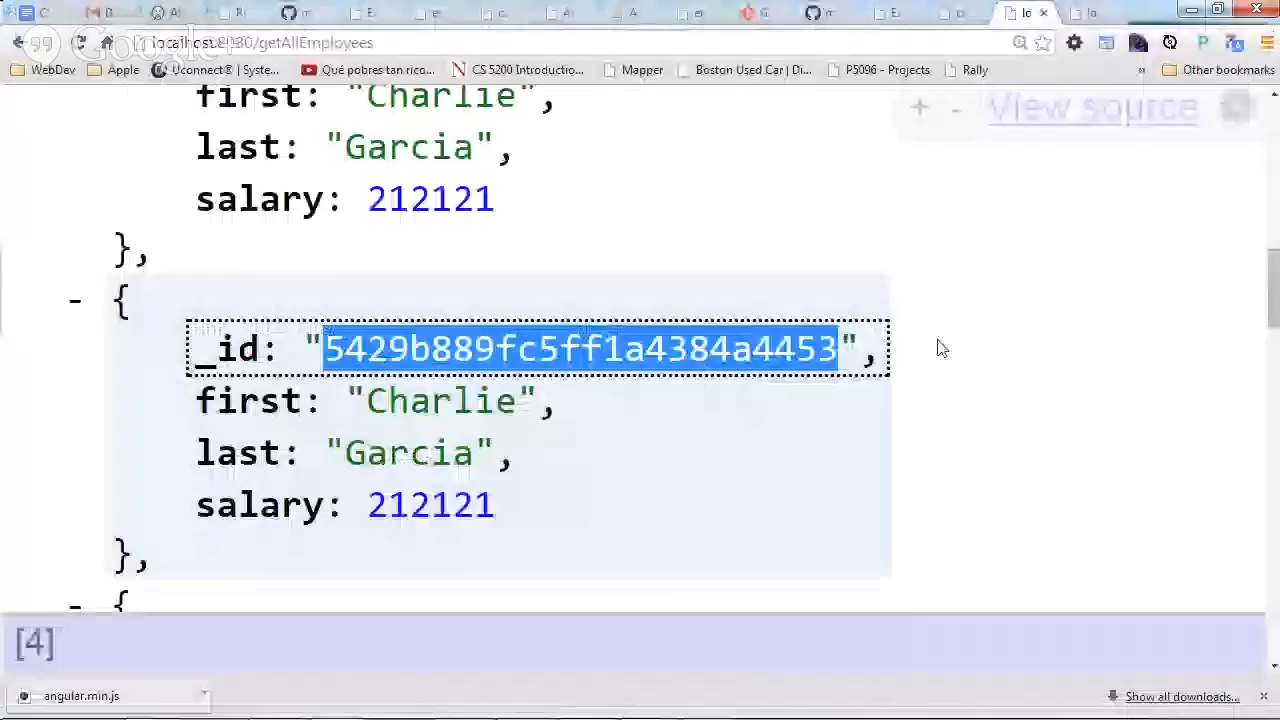 Google+
localhost:8080/getAllEmployees
WebDav
Apple
Uconnect® | Syste...
Qué pobres tan rico...
CS 5200 Introductio...
Mapper
Boston Used Car | Di...
P5096 - Projects
Rally
»
Other bookmarks
+ - View source
first: "Charlie",
last: "Garcia",
salary: 212121
},
- {
_id: "5429b889fc5ff1a4384a4453",
first: "Charlie",
last: "Garcia",
salary: 212121
},
- {
[4]
angular.min.js
Show all downloads...